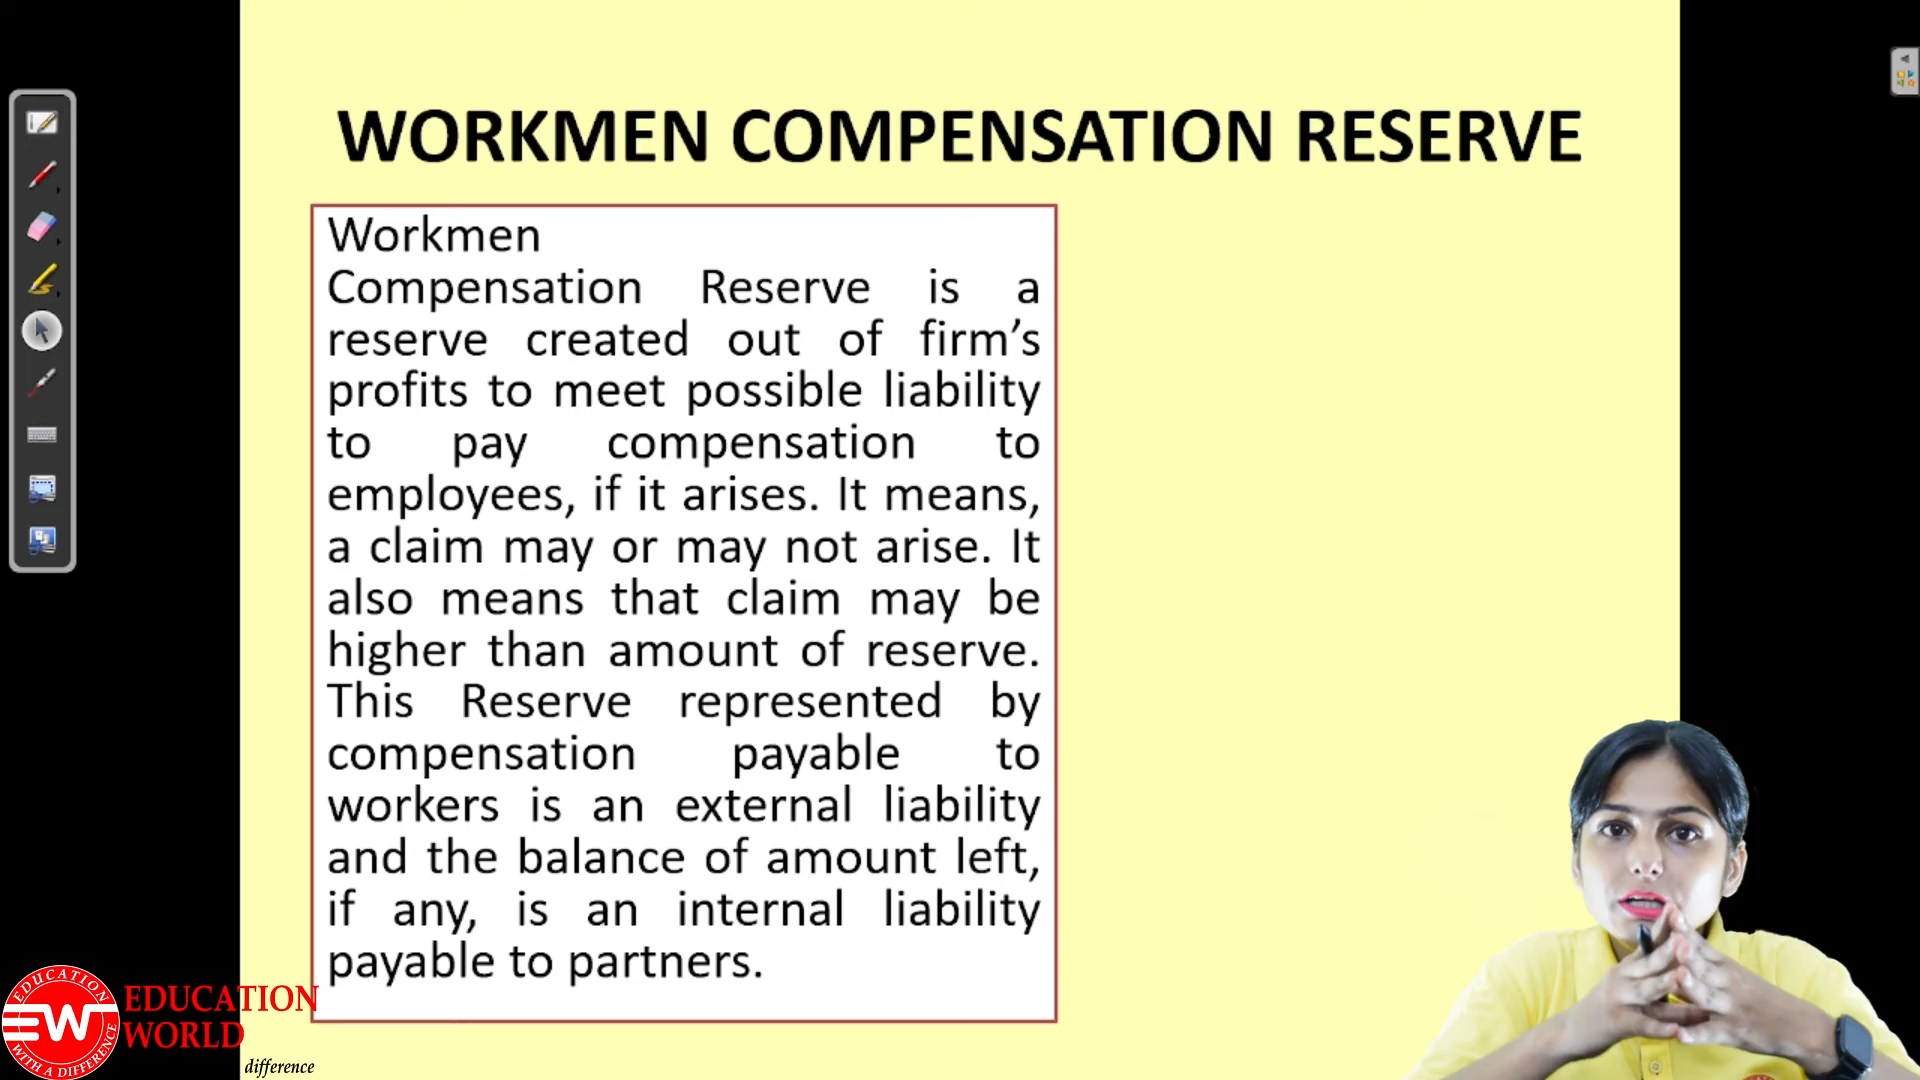 WORKMEN COMPENSATION RESERVE
Workmen
Compensation Reserve is a
reserve created out of firm’s
profits to meet possible liability
to pay compensation to
employees, if it arises. It means,
a claim may or may not arise. It
also means that claim may be
higher than amount of reserve.
This Reserve represented by
compensation payable to
workers is an external liability
and the balance of amount left,
if any, is an internal liability
payable to partners.
EDUCATION
EW
WITH A DIFFERENCE
EDUCATION
WORLD
difference